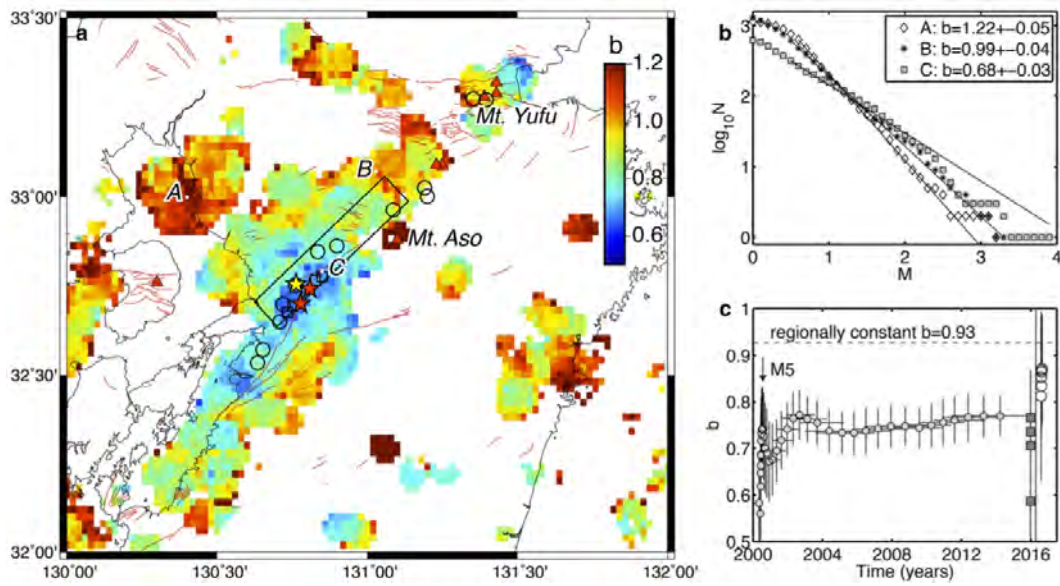 a
b
1.2
1.0
0.8
0.6
Mt. Yufu
A
B
Mt. Aso
C
33°30'
33°00'
32°30'
32°00'
130°00'
130°30'
131°00'
131°30'
132°00'
b
A: b=1.22+−0.05
B: b=0.99+−0.04
C: b=0.68+−0.03
log₁₀N
3
2
1
0
0
1
2
3
4
M
c
regionally constant b=0.93
M5
b
1
0.9
0.8
0.7
0.6
0.5
2000
2004
2008
2012
2016
Time (years)